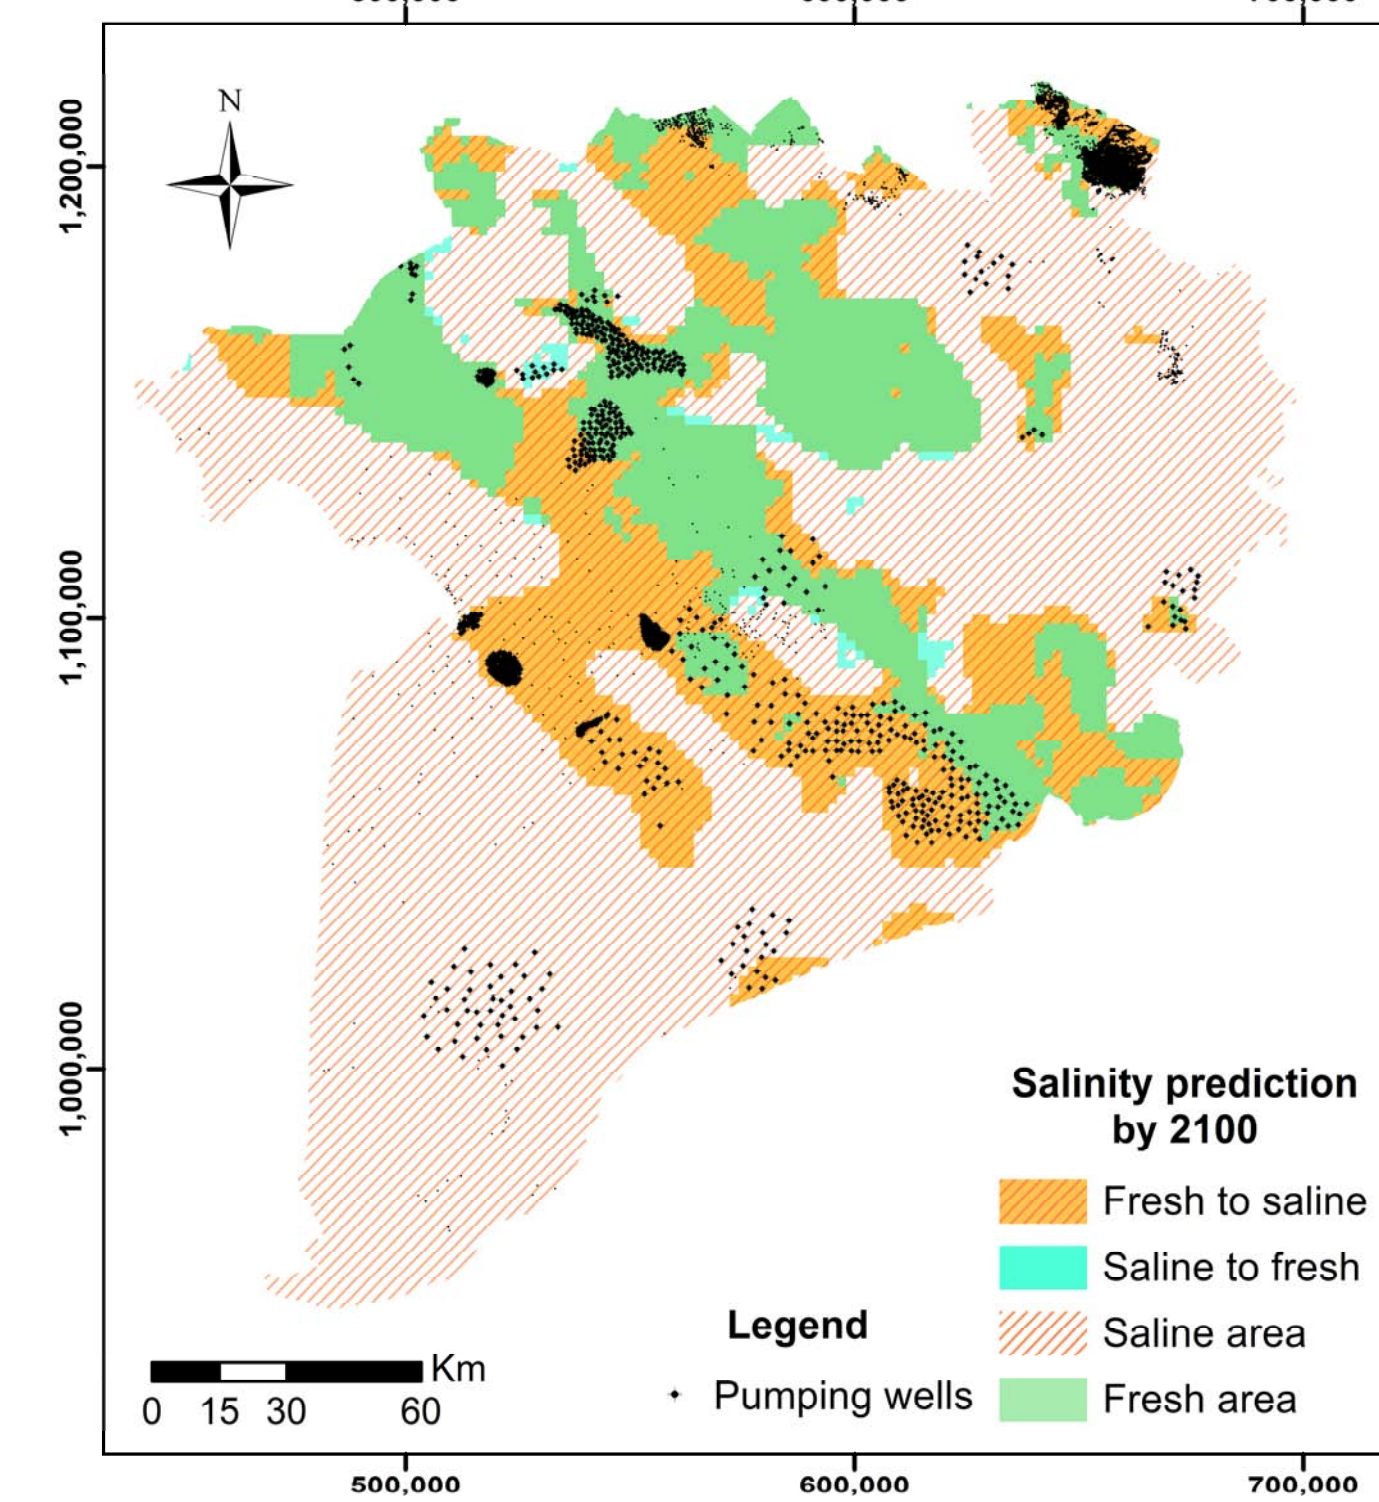 N
1,200,000
1,100,000
1,000,000
Salinity prediction
by 2100
Fresh to saline
Saline to fresh
Saline area
Fresh area
Legend
Pumping wells
Km
0 15 30 60
500,000 600,000 700,000